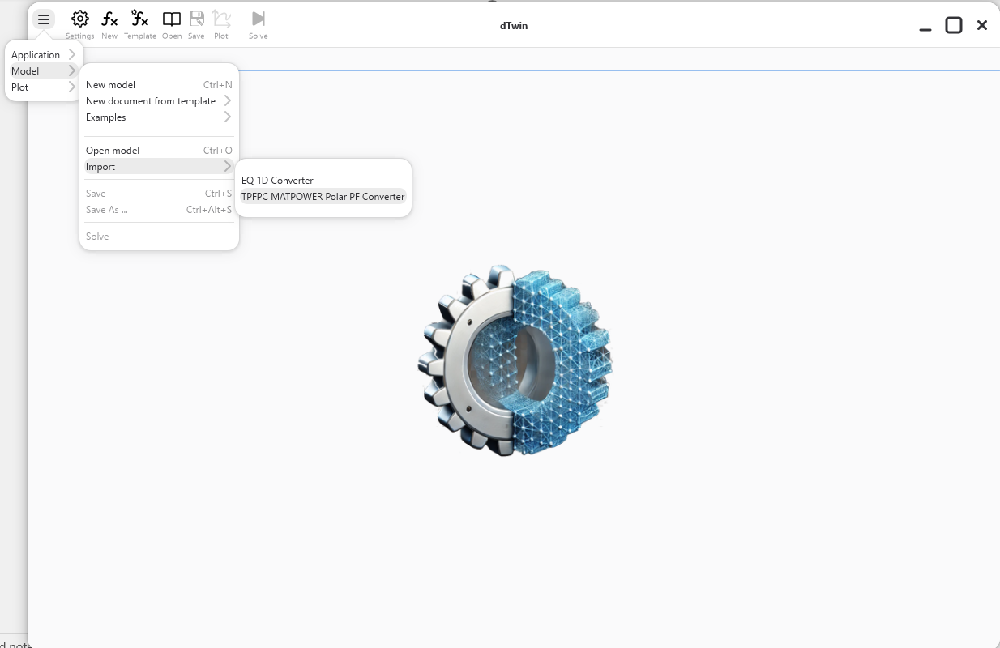 dTwin
Settings New Template Open Save Plot Solve
Application
Model
Plot
New model Ctrl+N
New document from template
Examples
Open model Ctrl+O
Import
Save Ctrl+S
Save As ... Ctrl+Alt+S
Solve
EQ 1D Converter
TPFPC MATPOWER Polar PF Converter